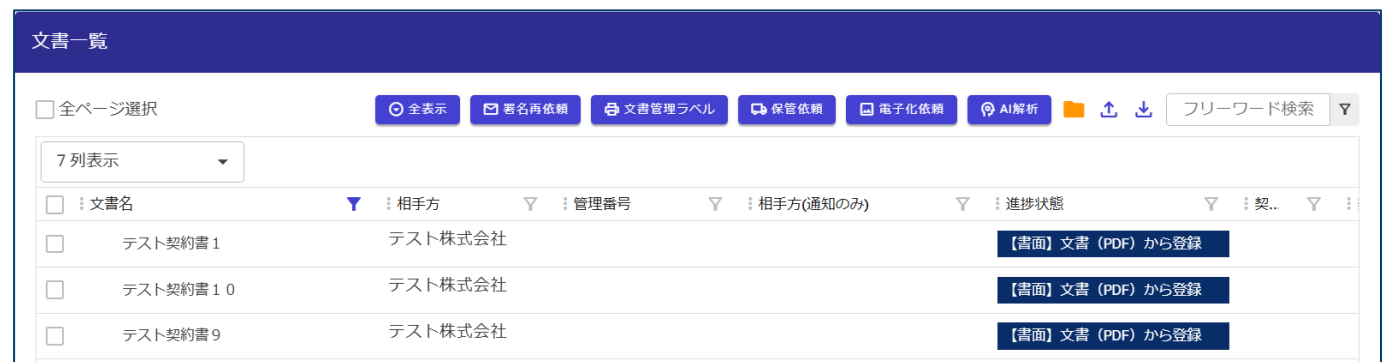 文書一覧
全ページ選択 全表示 署名再依頼 文書管理ラベル 保管依頼 電子化依頼 AI解析 フリーワード検索
7 列表示
文書名 相手方 管理番号 相手方(通知のみ) 進捗状態 契...
テスト契約書１ テスト株式会社 【書面】文書（PDF）から登録
テスト契約書１０ テスト株式会社 【書面】文書（PDF）から登録
テスト契約書９ テスト株式会社 【書面】文書（PDF）から登録